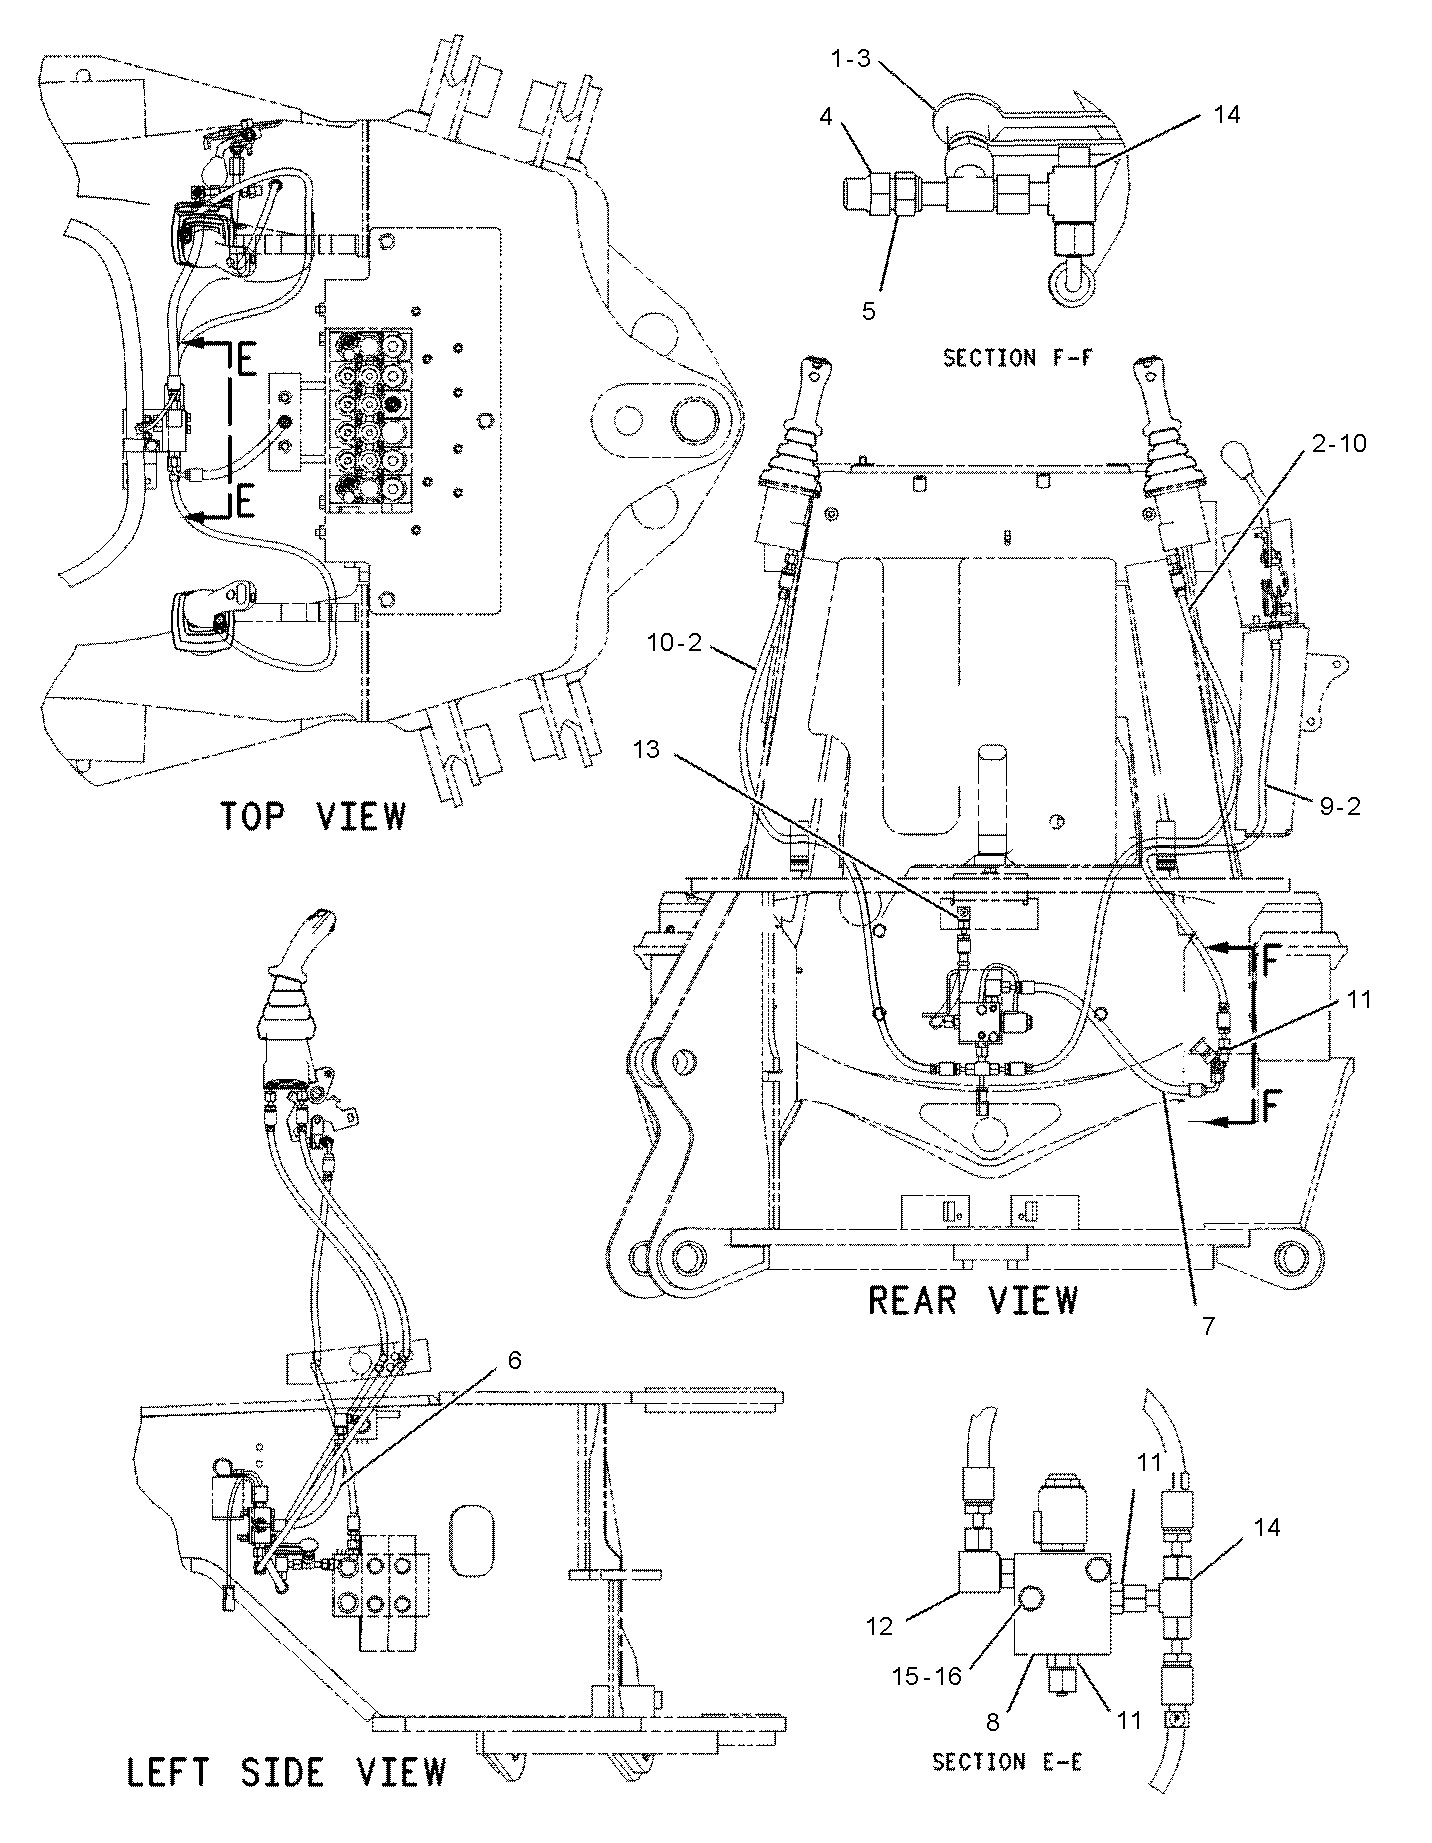 1-3
4
14
5
SECTION F-F
E
E
TOP VIEW
2-10
10-2
13
9-2
F
11
F
REAR VIEW
7
6
LEFT SIDE VIEW
11
14
12
15-16
8
11
SECTION E-E